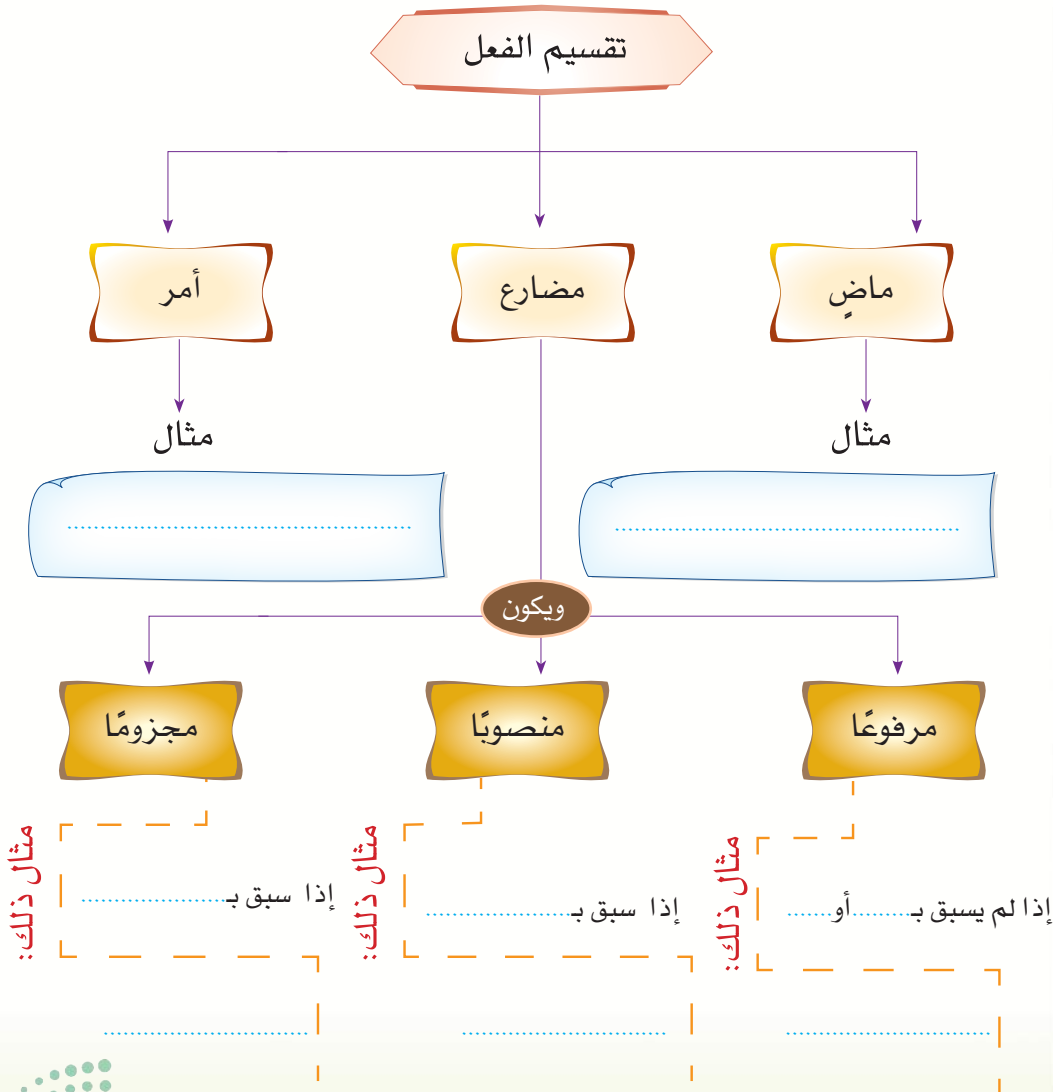 تقسيم الفعل
ماضٍ
مضارع
أمر
مثال
مثال
..................................................
..................................................
ويكون
مرفوعًا
منصوبًا
مجزومًا
إذا لم يسبق بـ.........أو.......
مثال ذلك:
..............................
إذا سبق بـ......................
مثال ذلك:
..............................
إذا سبق بـ......................
مثال ذلك:
..............................